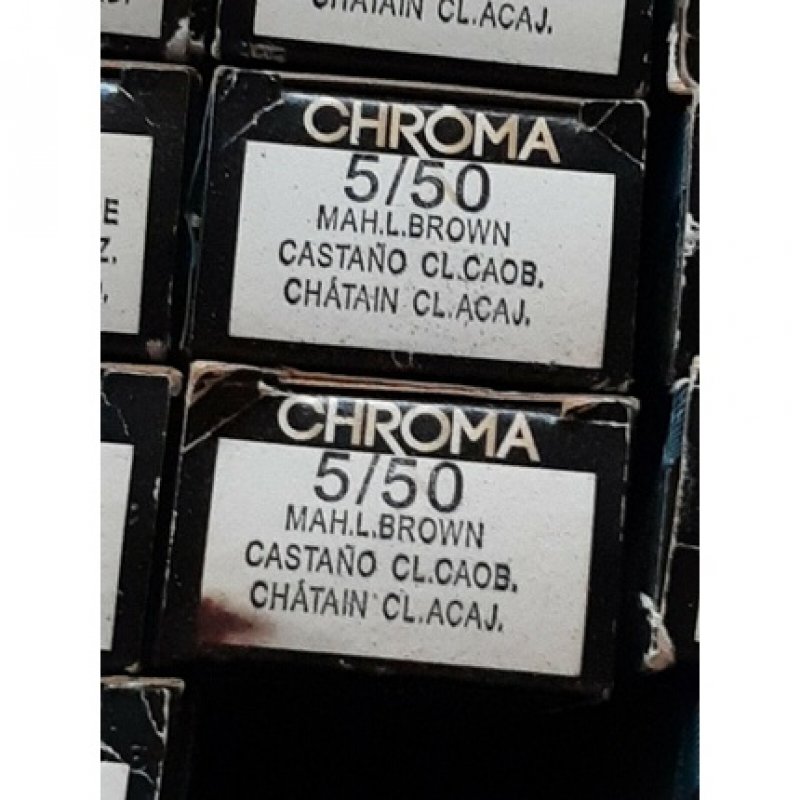 CHÂTAIN CL.ACAJ.
CHROMA
5/50
MAH.L.BROWN
CASTAÑO CL.CAOB.
CHÁTAIN CL.ACAJ.
E
Z.
CHROMA
5/50
MAH.L.BROWN
CASTAÑO CL.CAOB.
CHÁTAIN CL.ACAJ.